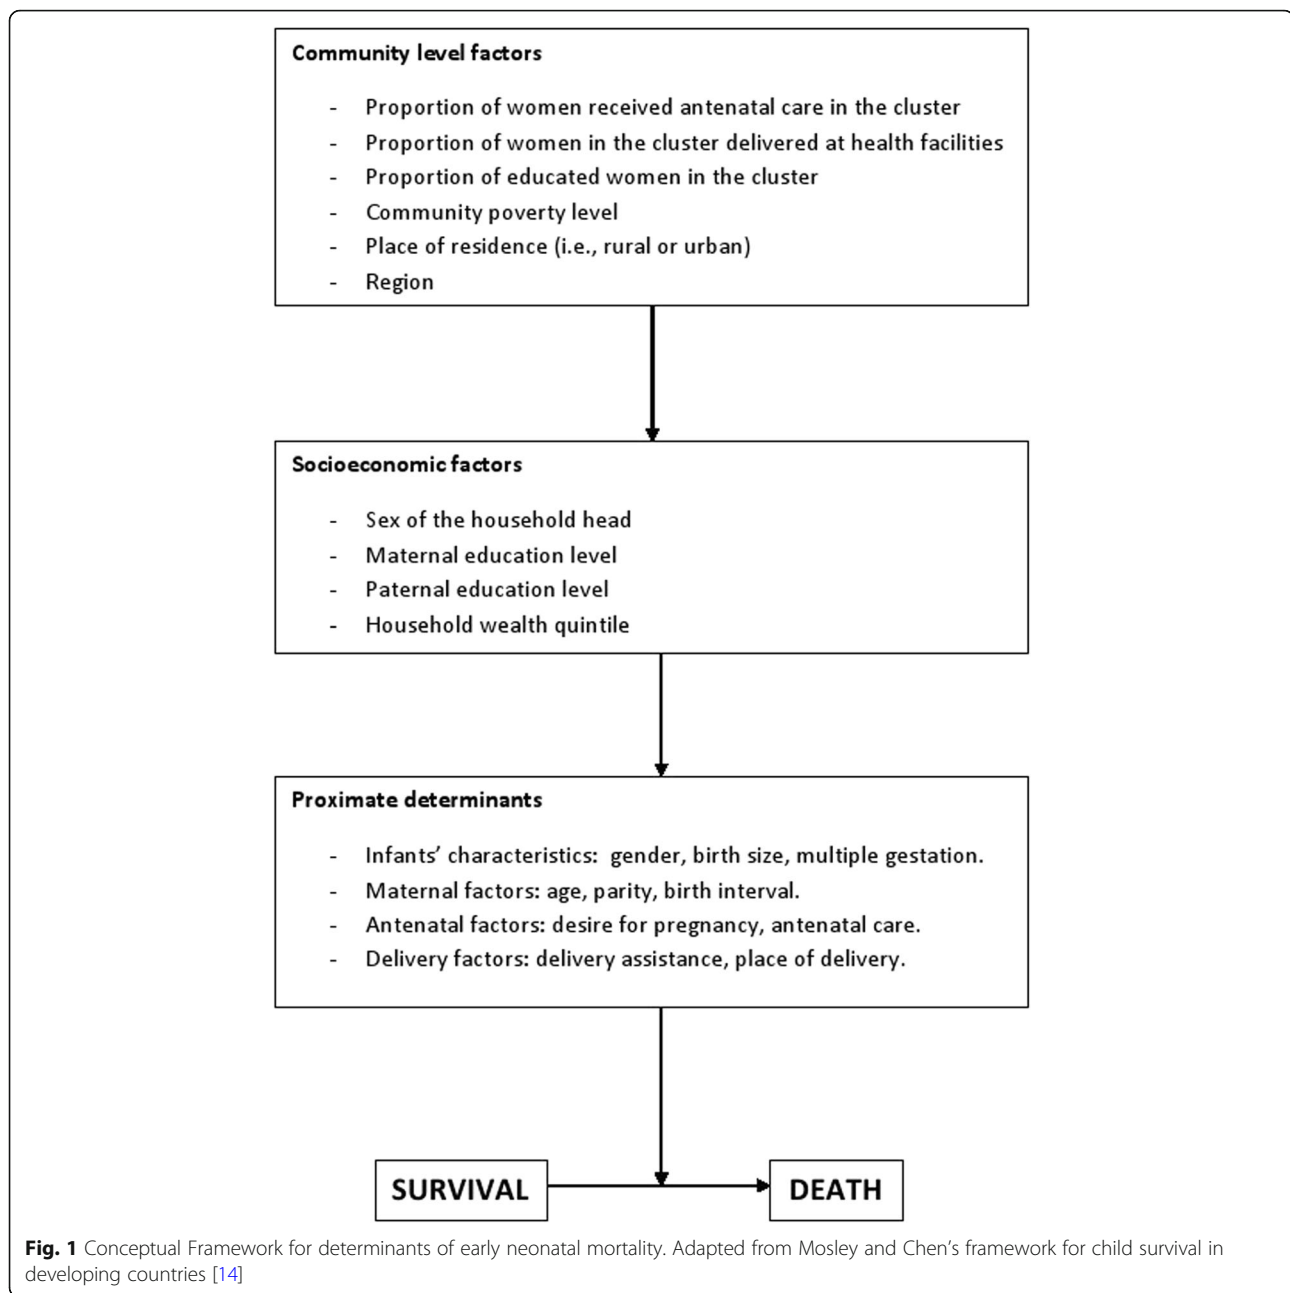 Community level factors
- Proportion of women received antenatal care in the cluster
- Proportion of women in the cluster delivered at health facilities
- Proportion of educated women in the cluster
- Community poverty level
- Place of residence (i.e., rural or urban)
- Region
Socioeconomic factors
- Sex of the household head
- Maternal education level
- Paternal education level
- Household wealth quintile
Proximate determinants
- Infants’ characteristics: gender, birth size, multiple gestation.
- Maternal factors: age, parity, birth interval.
- Antenatal factors: desire for pregnancy, antenatal care.
- Delivery factors: delivery assistance, place of delivery.
SURVIVAL
DEATH
Fig. 1 Conceptual Framework for determinants of early neonatal mortality. Adapted from Mosley and Chen’s framework for child survival in
developing countries [14]